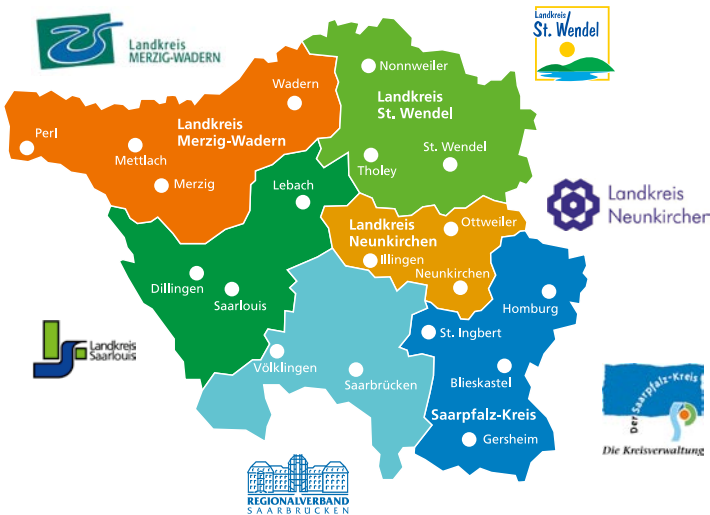 Landkreis
MERZIG-WADERN
Landkreis
St. Wendel
Nonnweiler
Wadern
Landkreis
St. Wendel
Landkreis
Merzig-Wadern
Perl
Mettlach
Merzig
Tholey
St. Wendel
Lebach
Landkreis
Neunkirchen
Ottweiler
Landkreis
Neunkirchen
Illingen
Neunkirchen
Dillingen
Saarlouis
Homburg
St. Ingbert
Landkreis
Saarlouis
Völklingen
Saarbrücken
Blieskastel
Saarpfalz-Kreis
Gersheim
Der Saarpfalz-Kreis
Die Kreisverwaltung
REGIONALVERBAND
SAARBRÜCKEN